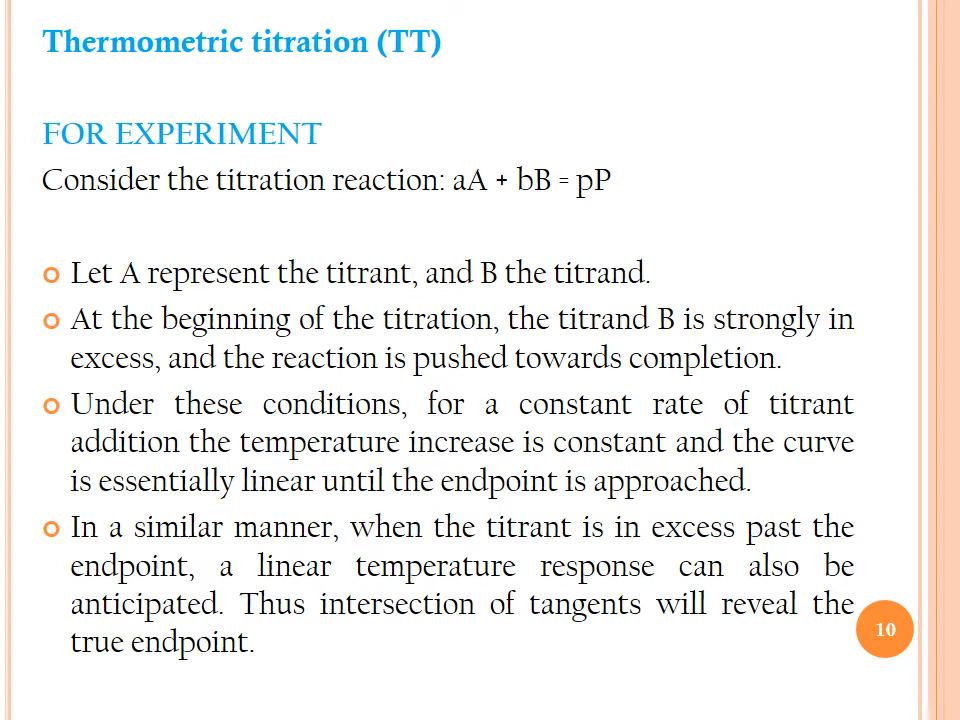 Thermometric titration (TT)
FOR EXPERIMENT
Consider the titration reaction: aA + bB = pP
Let A represent the titrant, and B the titrand.
At the beginning of the titration, the titrand B is strongly in
excess, and the reaction is pushed towards completion.
Under these conditions, for a constant rate of titrant
addition the temperature increase is constant and the curve
is essentially linear until the endpoint is approached.
In a similar manner, when the titrant is in excess past the
endpoint, a linear temperature response can also be
anticipated. Thus intersection of tangents will reveal the
true endpoint.
10